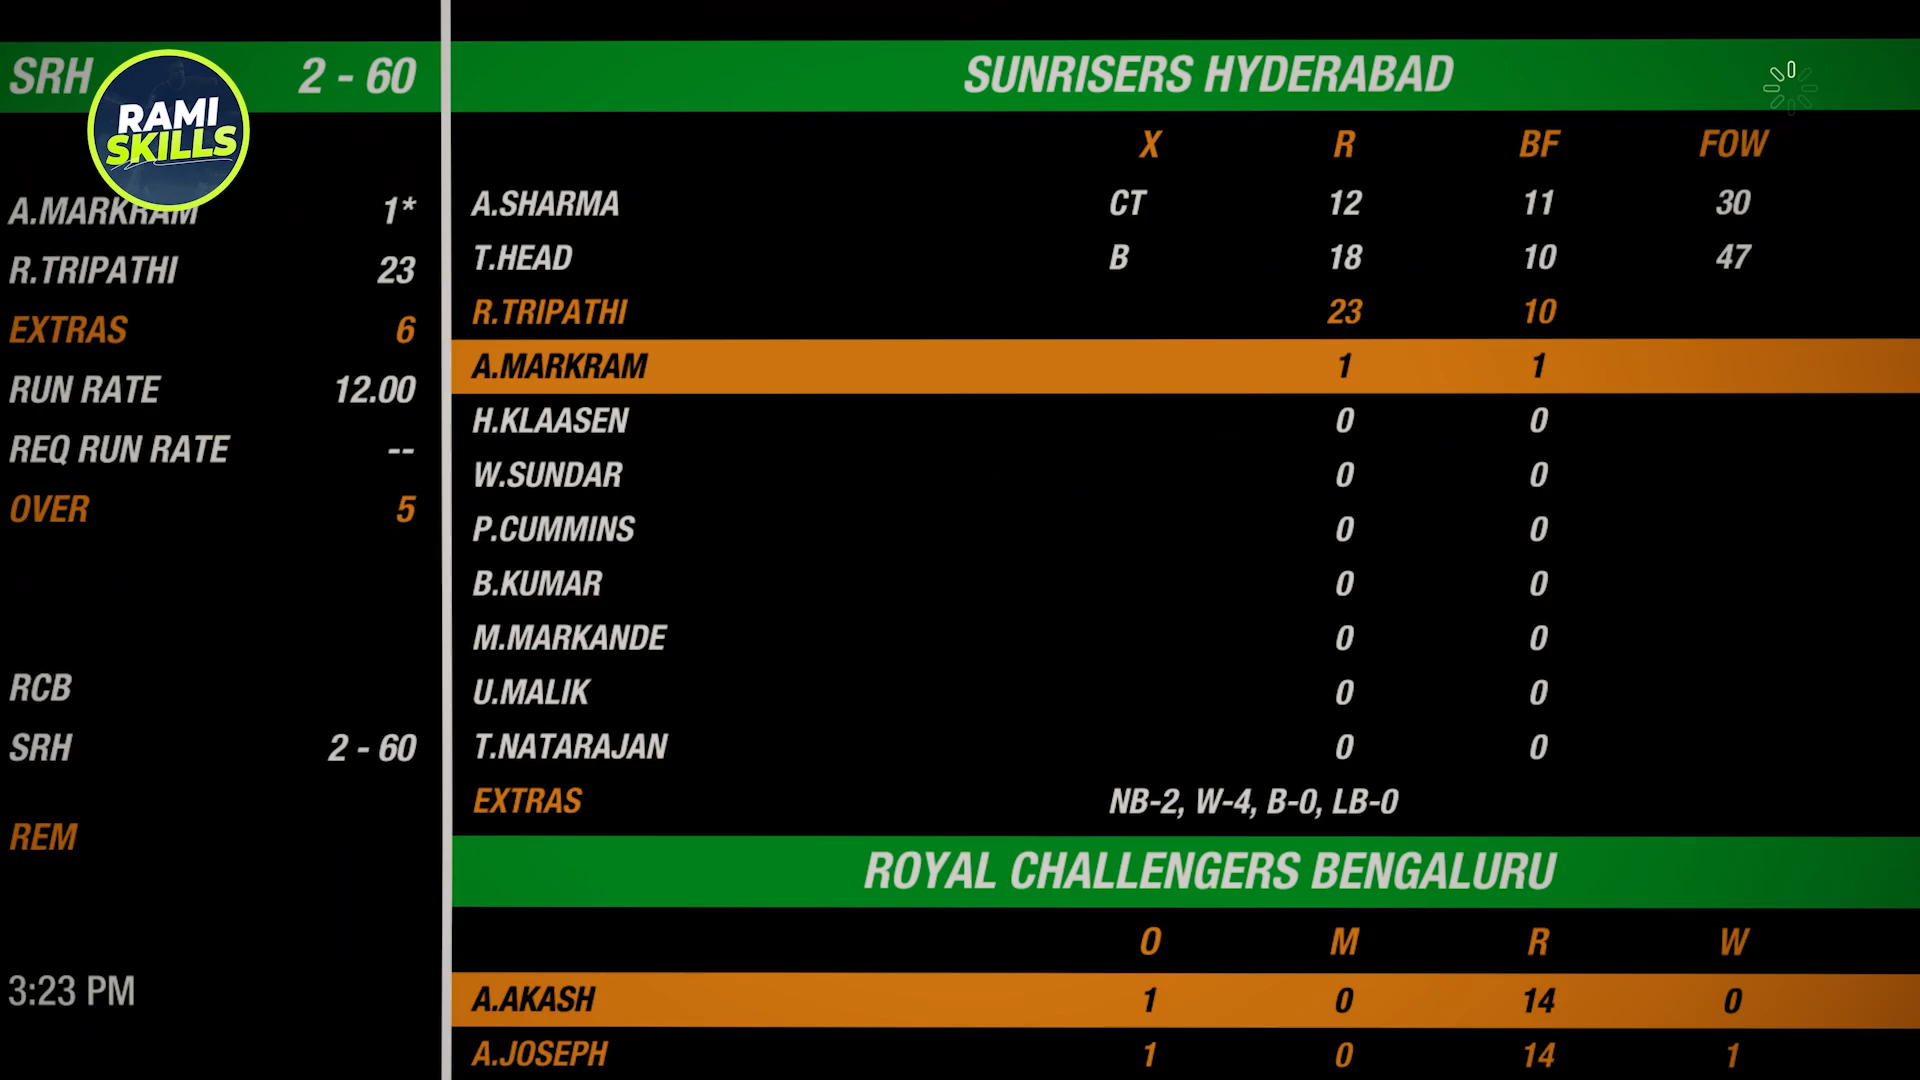 SRH 2 - 60
RAMI
SKILLS
A.MARKRAM 1*
R.TRIPATHI 23
EXTRAS 6
RUN RATE 12.00
REQ RUN RATE --
OVER 5
RCB
SRH 2 - 60
REM
3:23 PM
SUNRISERS HYDERABAD
X R BF FOW
A.SHARMA CT 12 11 30
T.HEAD B 18 10 47
R.TRIPATHI 23 10
A.MARKRAM 1 1
H.KLAASEN 0 0
W.SUNDAR 0 0
P.CUMMINS 0 0
B.KUMAR 0 0
M.MARKANDE 0 0
U.MALIK 0 0
T.NATARAJAN 0 0
EXTRAS NB-2, W-4, B-0, LB-0
ROYAL CHALLENGERS BENGALURU
O M R W
A.AKASH 1 0 14 0
A.JOSEPH 1 0 14 1